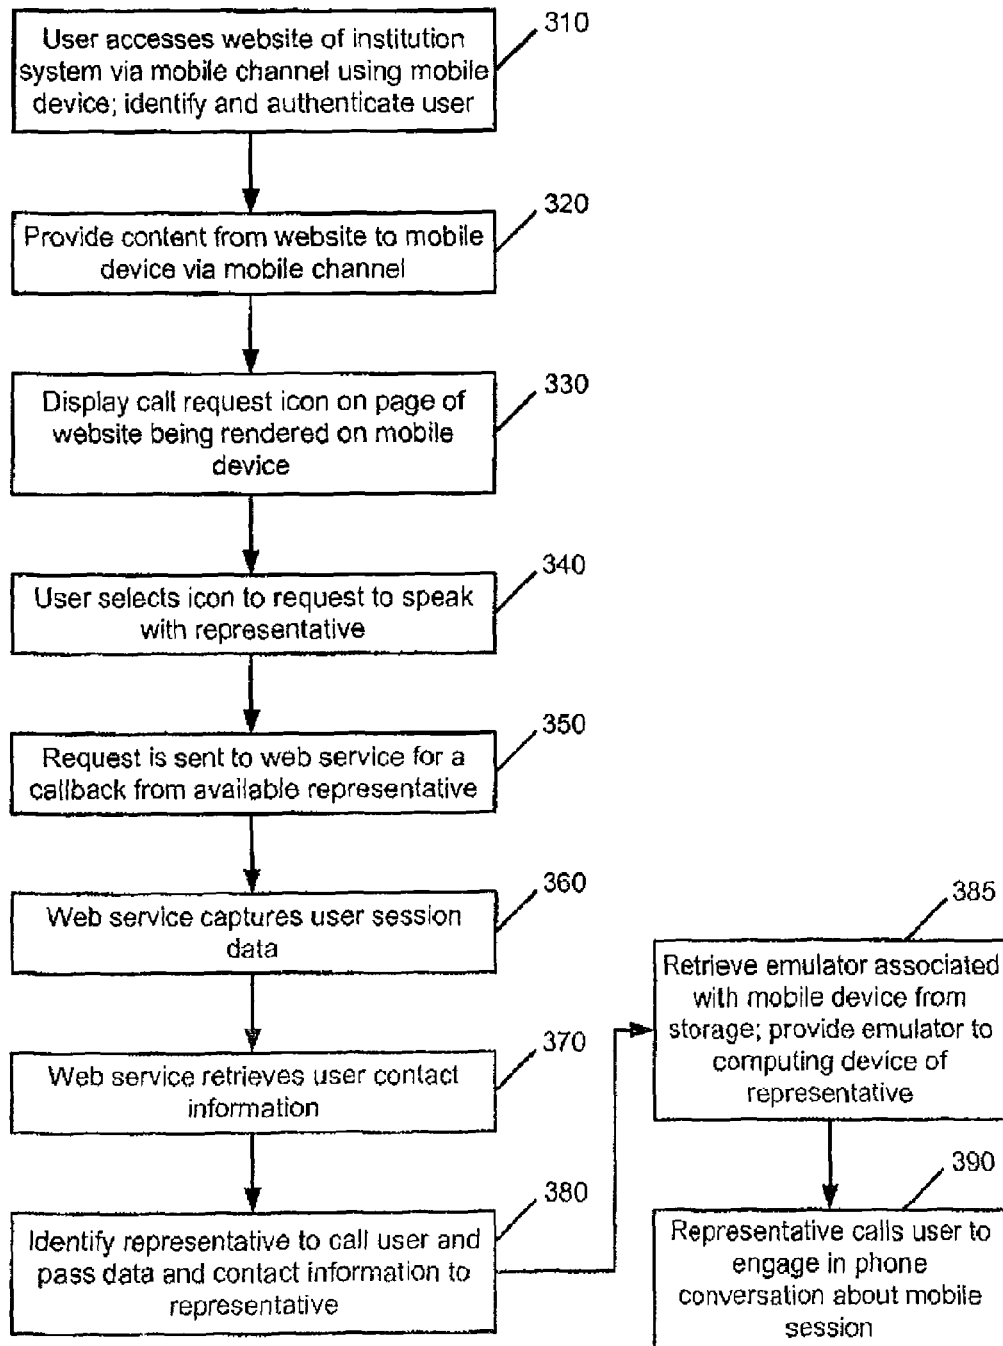 User accesses website of institution
system via mobile channel using mobile
device; identify and authenticate user
310
Provide content from website to mobile
device via mobile channel
320
Display call request icon on page of
website being rendered on mobile
device
330
User selects icon to request to speak
with representative
340
Request is sent to web service for a
callback from available representative
350
Web service captures user session
data
360
Web service retrieves user contact
information
370
Identify representative to call user and
pass data and contact information to
representative
380
Retrieve emulator associated
with mobile device from
storage; provide emulator to
computing device of
representative
385
Representative calls user to
engage in phone
conversation about mobile
session
390